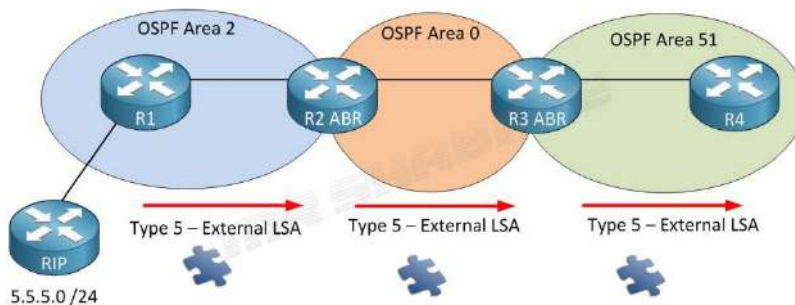 OSPF Area 2
OSPF Area 0
OSPF Area 51
R1
R2 ABR
R3 ABR
R4
Type 5 – External LSA
Type 5 – External LSA
Type 5 – External LSA
RIP
5.5.5.0 /24